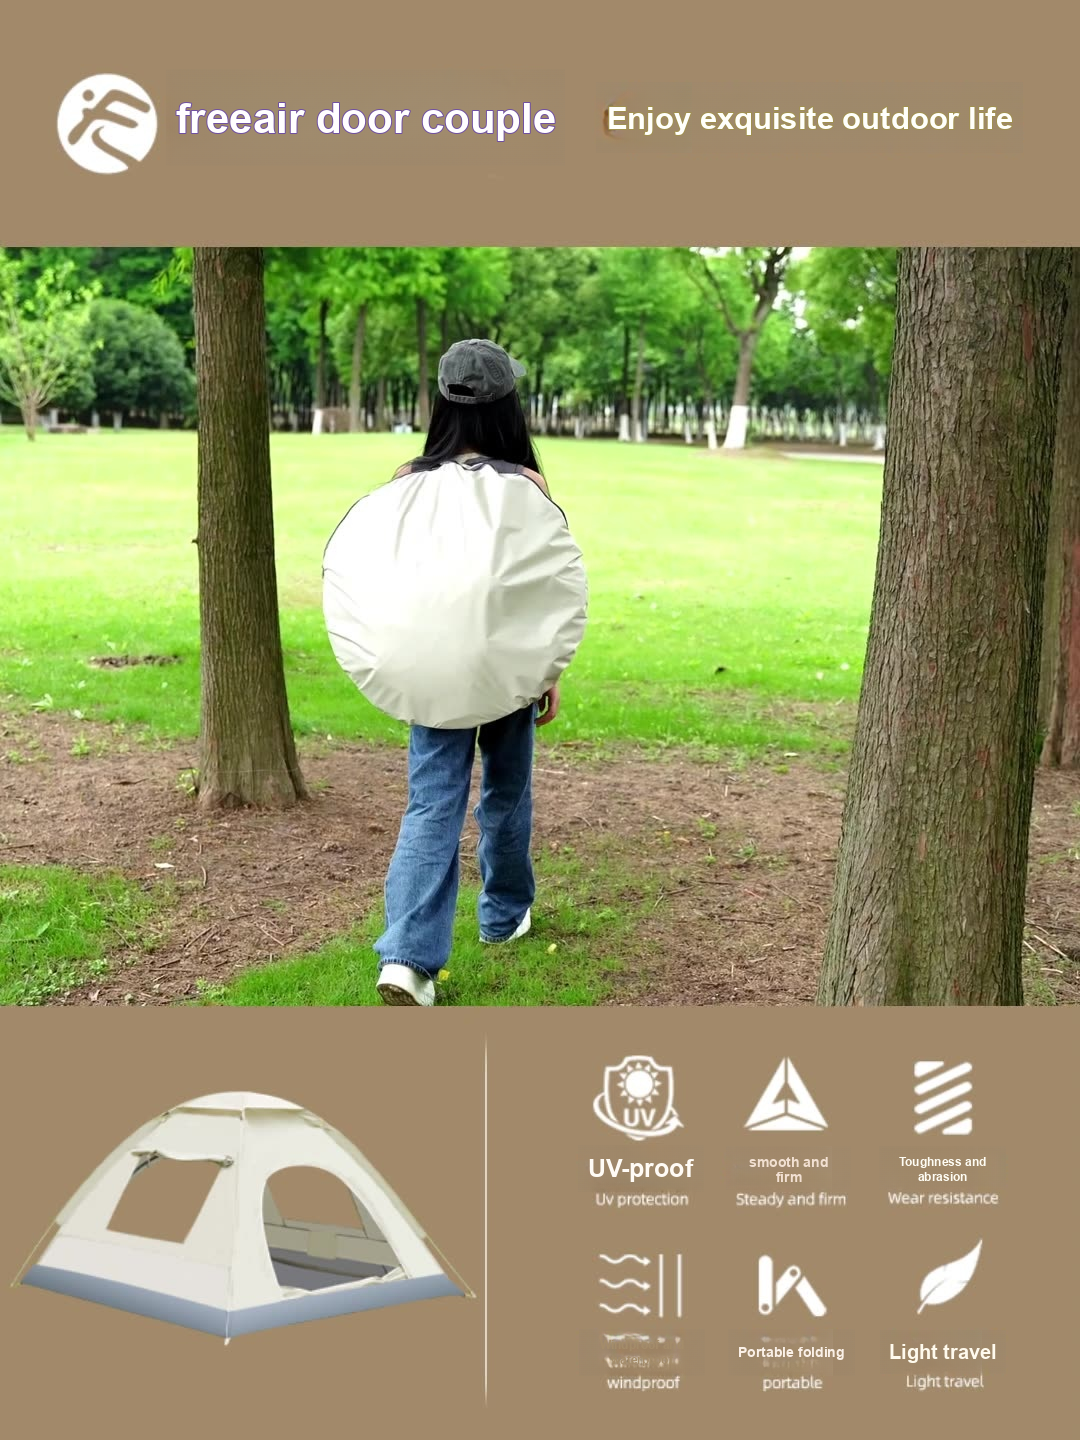 freeair door couple
Enjoy exquisite outdoor life
UV
UV-proof
Uv protection
smooth and
firm
Steady and firm
Toughness and
abrasion
Wear resistance
windproof
Portable folding
portable
Light travel
Light travel